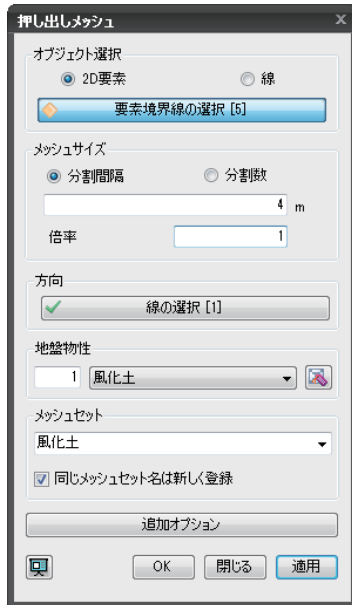 押し出しメッシュ
オブジェクト選択
2D要素 線
要素境界線の選択 [5]
メッシュサイズ
分割間隔 分割数
4 m
倍率 1
方向
線の選択 [1]
地盤物性
1 風化土
メッシュセット
風化土
同じメッシュセット名は新しく登録
追加オプション
OK 閉じる 適用